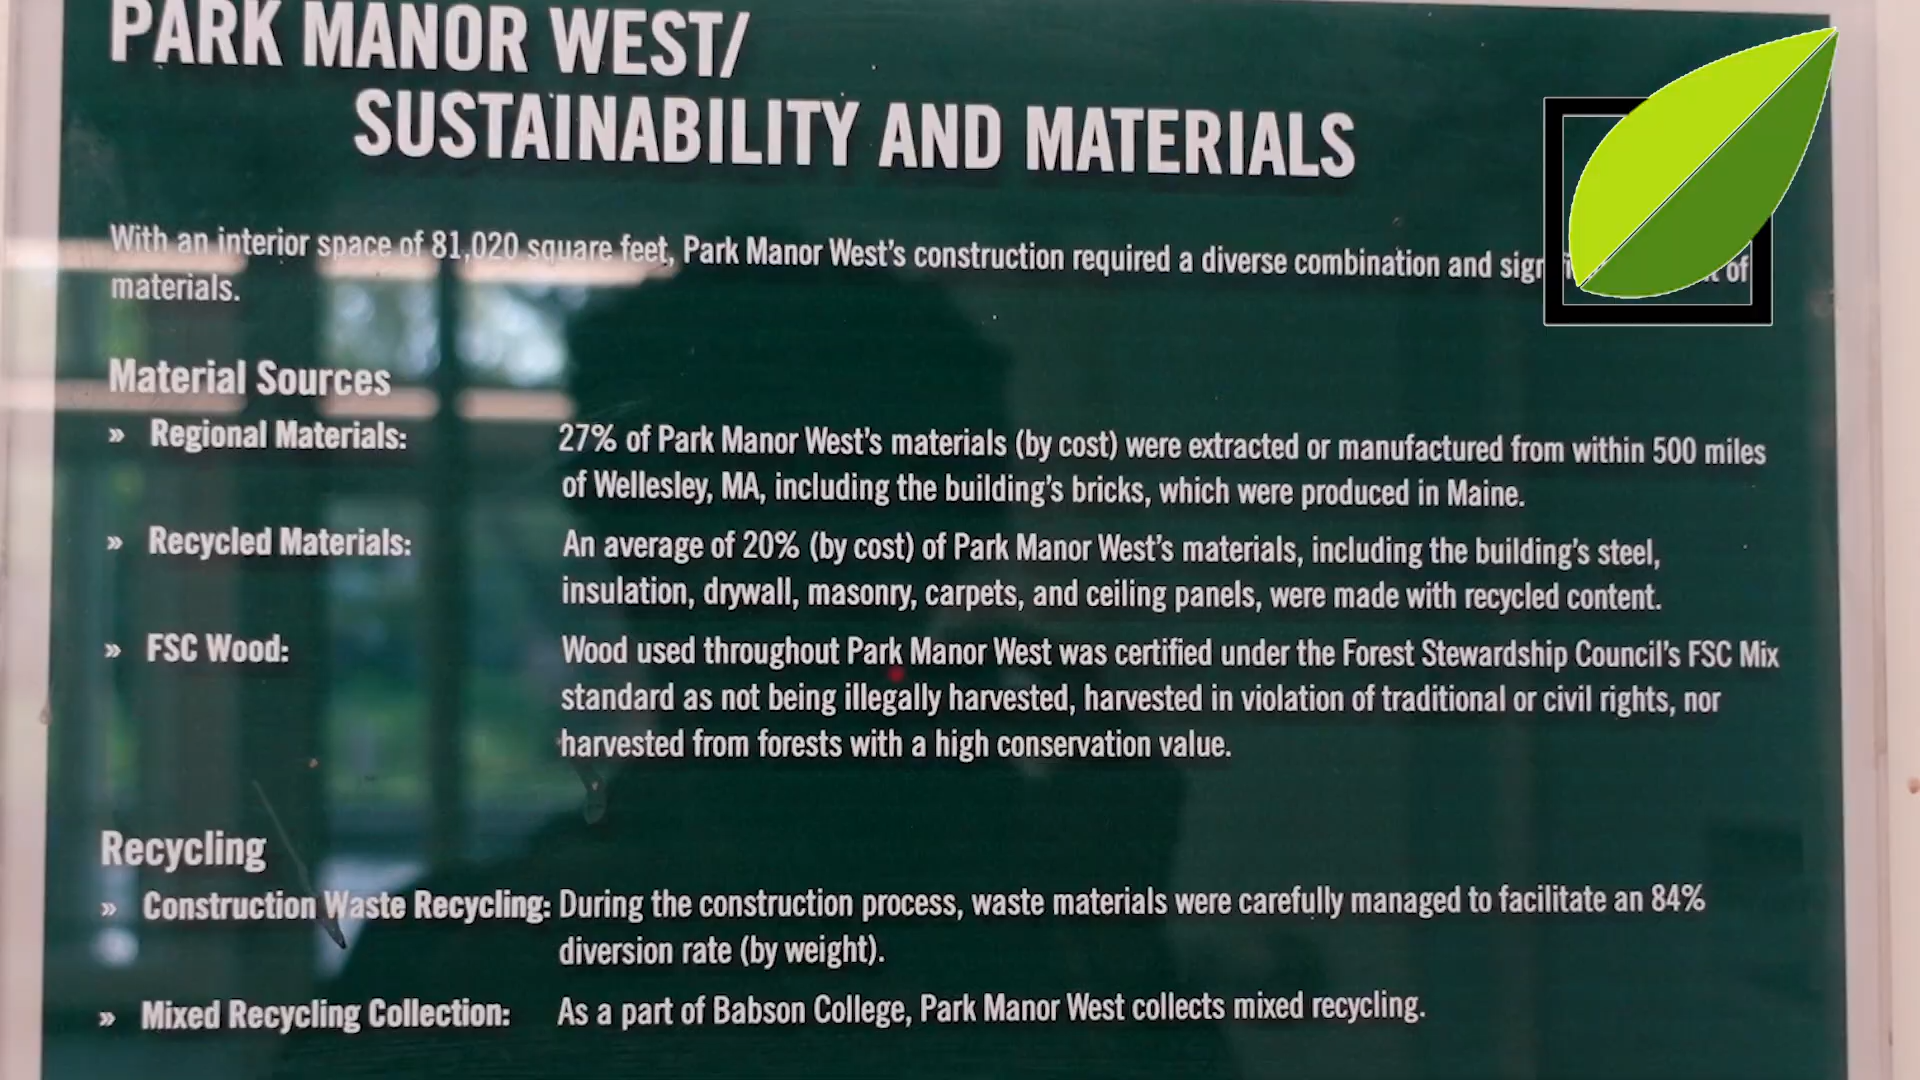 PARK MANOR WEST/
SUSTAINABILITY AND MATERIALS
With an interior space of 81,020 square feet, Park Manor West's construction required a diverse combination and of
materials.
Material Sources
» Regional Materials: 27% of Park Manor West's materials (by cost) were extracted or manufactured from within 500 miles
of Wellesley, MA, including the building's bricks, which were produced in Maine.
» Recycled Materials: An average of 20% (by cost) of Park Manor West's materials, including the building's steel,
insulation, drywall, masonry, carpets, and ceiling panels, were made with recycled content.
» FSC Wood: Wood used throughout Park Manor West was certified under the Forest Stewardship Council's FSC Mix
standard as not being illegally harvested, harvested in violation of traditional or civil rights, nor
harvested from forests with a high conservation value.
Recycling
» Construction Waste Recycling: During the construction process, waste materials were carefully managed to facilitate an 84%
diversion rate (by weight).
» Mixed Recycling Collection: As a part of Babson College, Park Manor West collects mixed recycling.